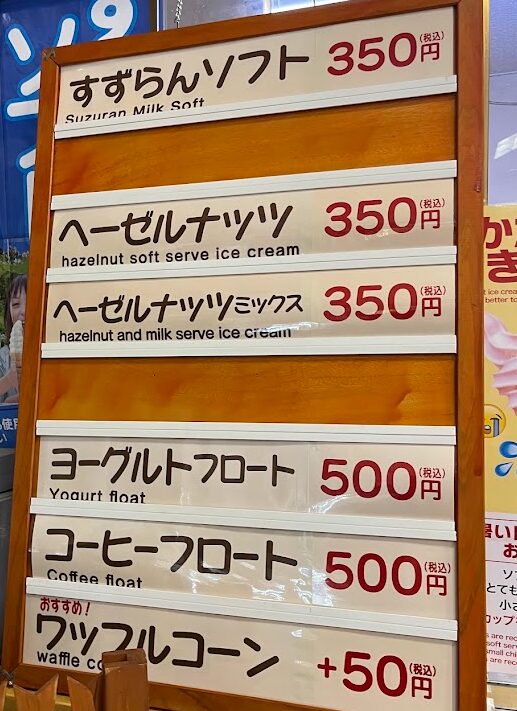 すずらんソフト 350円(税込)
Suzuran Milk Soft
ヘーゼルナッツ 350円(税込)
hazelnut soft serve ice cream
ヘーゼルナッツミックス 350円(税込)
hazelnut and milk serve ice cream
ヨーグルトフロート 500円(税込)
Yogurt float
コーヒーフロート 500円(税込)
Coffee float
おすすめ!
ワッフルコーン +50円(税込)
waffle